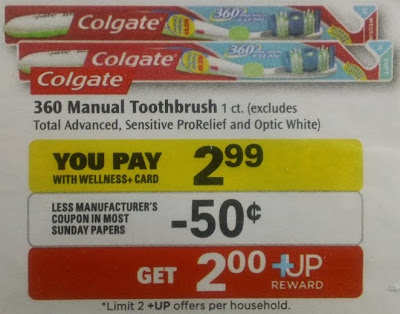 Colgate 360°
Colgate 360°
Colgate
360 Manual Toothbrush 1 ct. (excludes
Total Advanced, Sensitive ProRelief and Optic White)
YOU PAY 2.99
WITH WELLNESS+ CARD
LESS MANUFACTURER'S
COUPON IN MOST
SUNDAY PAPERS
-50¢
GET 2.00 +UP
REWARD
*Limit 2 +UP offers per household.